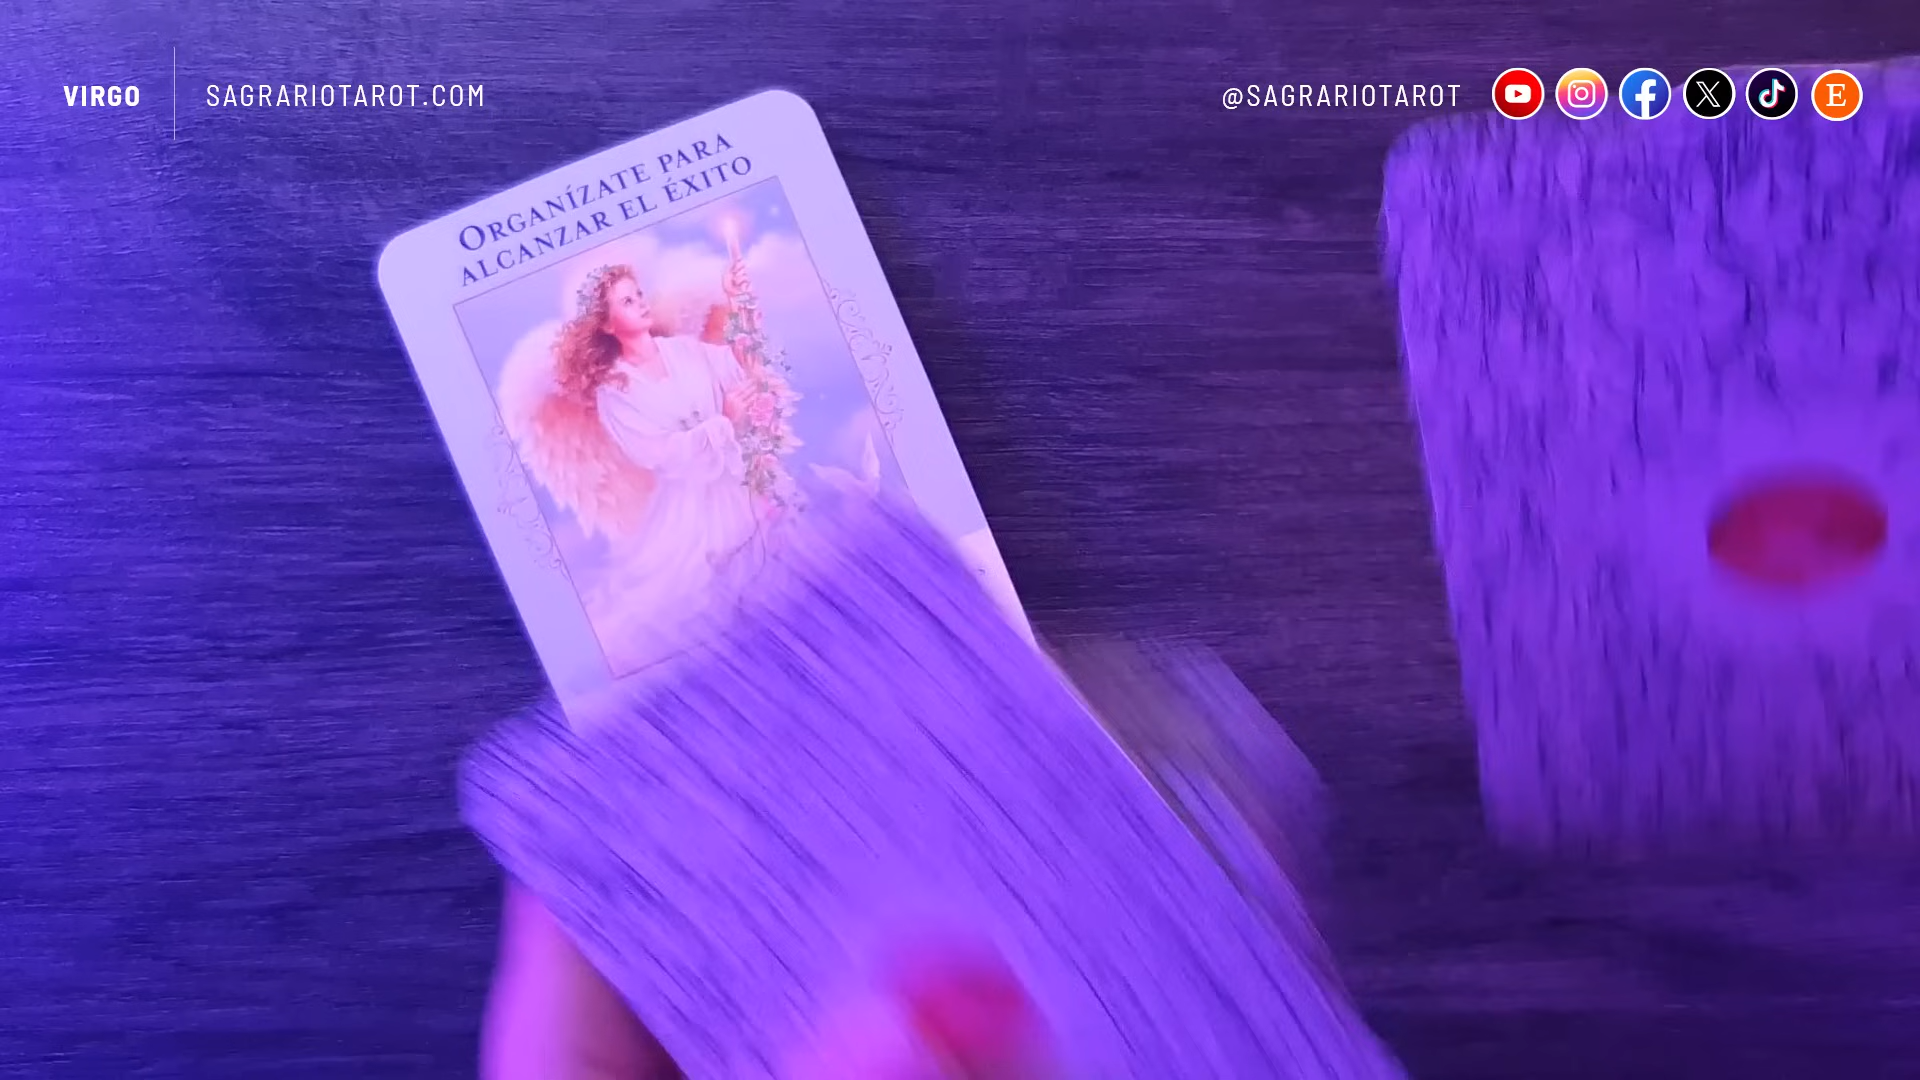 VIRGO
SAGRARIOTAROT.COM
@SAGRARIOTAROT
E
ORGANÍZATE PARA
ALCANZAR EL ÉXITO